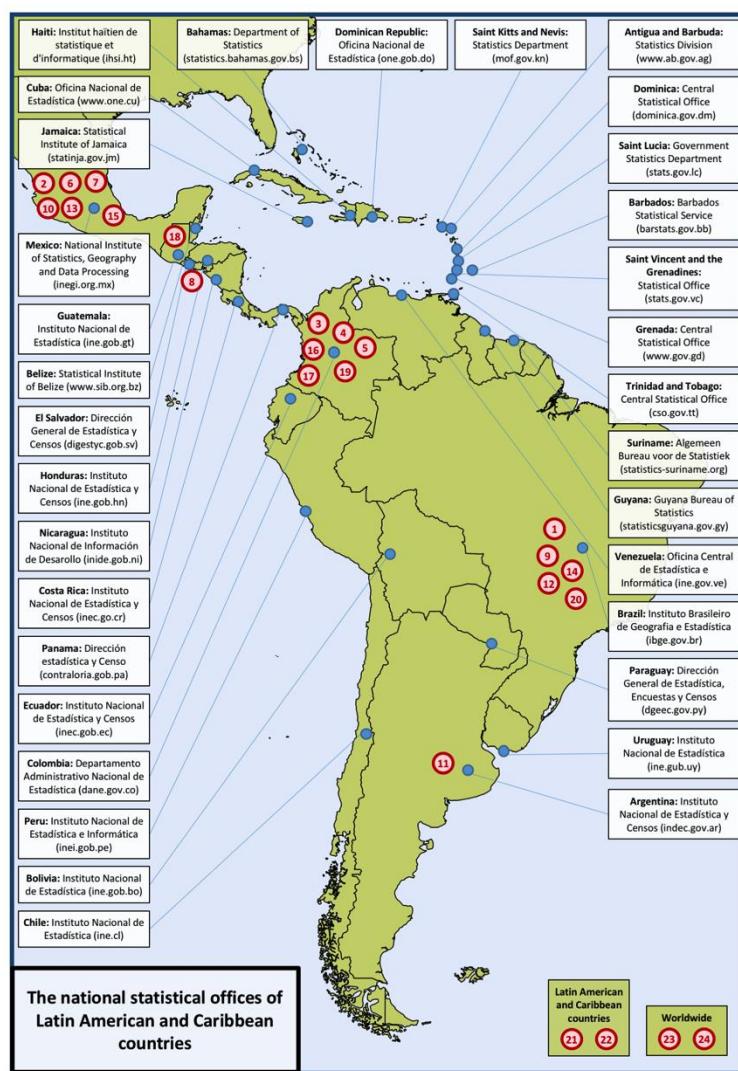 Haiti: Institut haïtien de
statistique et
d'informatique (ihsi.ht)
Bahamas: Department of
Statistics
(statistics.bahamas.gov.bs)
Dominican Republic:
Oficina Nacional de
Estadística (one.gob.do)
Saint Kitts and Nevis:
Statistics Department
(mof.gov.kn)
Antigua and Barbuda:
Statistics Division
(www.ab.gov.ag)
Cuba: Oficina Nacional de
Estadística (www.one.cu)
Dominica: Central
Statistical Office
(dominica.gov.dm)
Jamaica: Statistical
Institute of Jamaica
(statinja.gov.jm)
Saint Lucia: Government
Statistics Department
(stats.gov.lc)
2 6 7
10 13 15
Barbados: Barbados
Statistical Service
(barstats.gov.bb)
18
8
Mexico: National Institute
of Statistics, Geography
and Data Processing
(inegi.org.mx)
Saint Vincent and the
Grenadines:
Statistical Office
(stats.gov.vc)
Guatemala:
Instituto Nacional de
Estadística (ine.gob.gt)
3 4
16 5
17 19
Grenada: Central
Statistical Office
(www.gov.gd)
Belize: Statistical Institute
of Belize (www.sib.org.bz)
Trinidad and Tobago:
Central Statistical Office
(cso.gov.tt)
El Salvador: Dirección
General de Estadística y
Censos (digestyc.gob.sv)
Suriname: Algemeen
Bureau voor de Statistiek
(statistics-suriname.org)
Honduras: Instituto
Nacional de Estadística y
Censos (ine.gob.hn)
Guyana: Guyana Bureau of
Statistics
(statisticsguyana.gov.gy)
Nicaragua: Instituto
Nacional de Información
de Desarollo (inide.gob.ni)
1
9 14
12 20
Venezuela: Oficina Central
de Estadística e
Informática (ine.gov.ve)
Costa Rica: Instituto
Nacional de Estadística y
Censos (inec.go.cr)
Brazil: Instituto Brasileiro
de Geografia e Estatística
(ibge.gov.br)
Panama: Dirección
estadística y Censo
(contraloria.gob.pa)
Paraguay: Dirección
General de Estadística,
Encuestas y Censos
(dgeec.gov.py)
Ecuador: Instituto Nacional
de Estadística y Censos
(inec.gob.ec)
Uruguay: Instituto
Nacional de Estadística
(ine.gub.uy)
Colombia: Departamento
Administrativo Nacional de
Estadística (dane.gov.co)
11
Argentina: Instituto
Nacional de Estadística y
Censos (indec.gov.ar)
Peru: Instituto Nacional de
Estadística e Informática
(inei.gob.pe)
Bolivia: Instituto Nacional
de Estadística (ine.gob.bo)
Chile: Instituto Nacional de
Estadística (ine.cl)
The national statistical offices of
Latin American and Caribbean
countries
Latin American
and Caribbean
countries
21 22
Worldwide
23 24